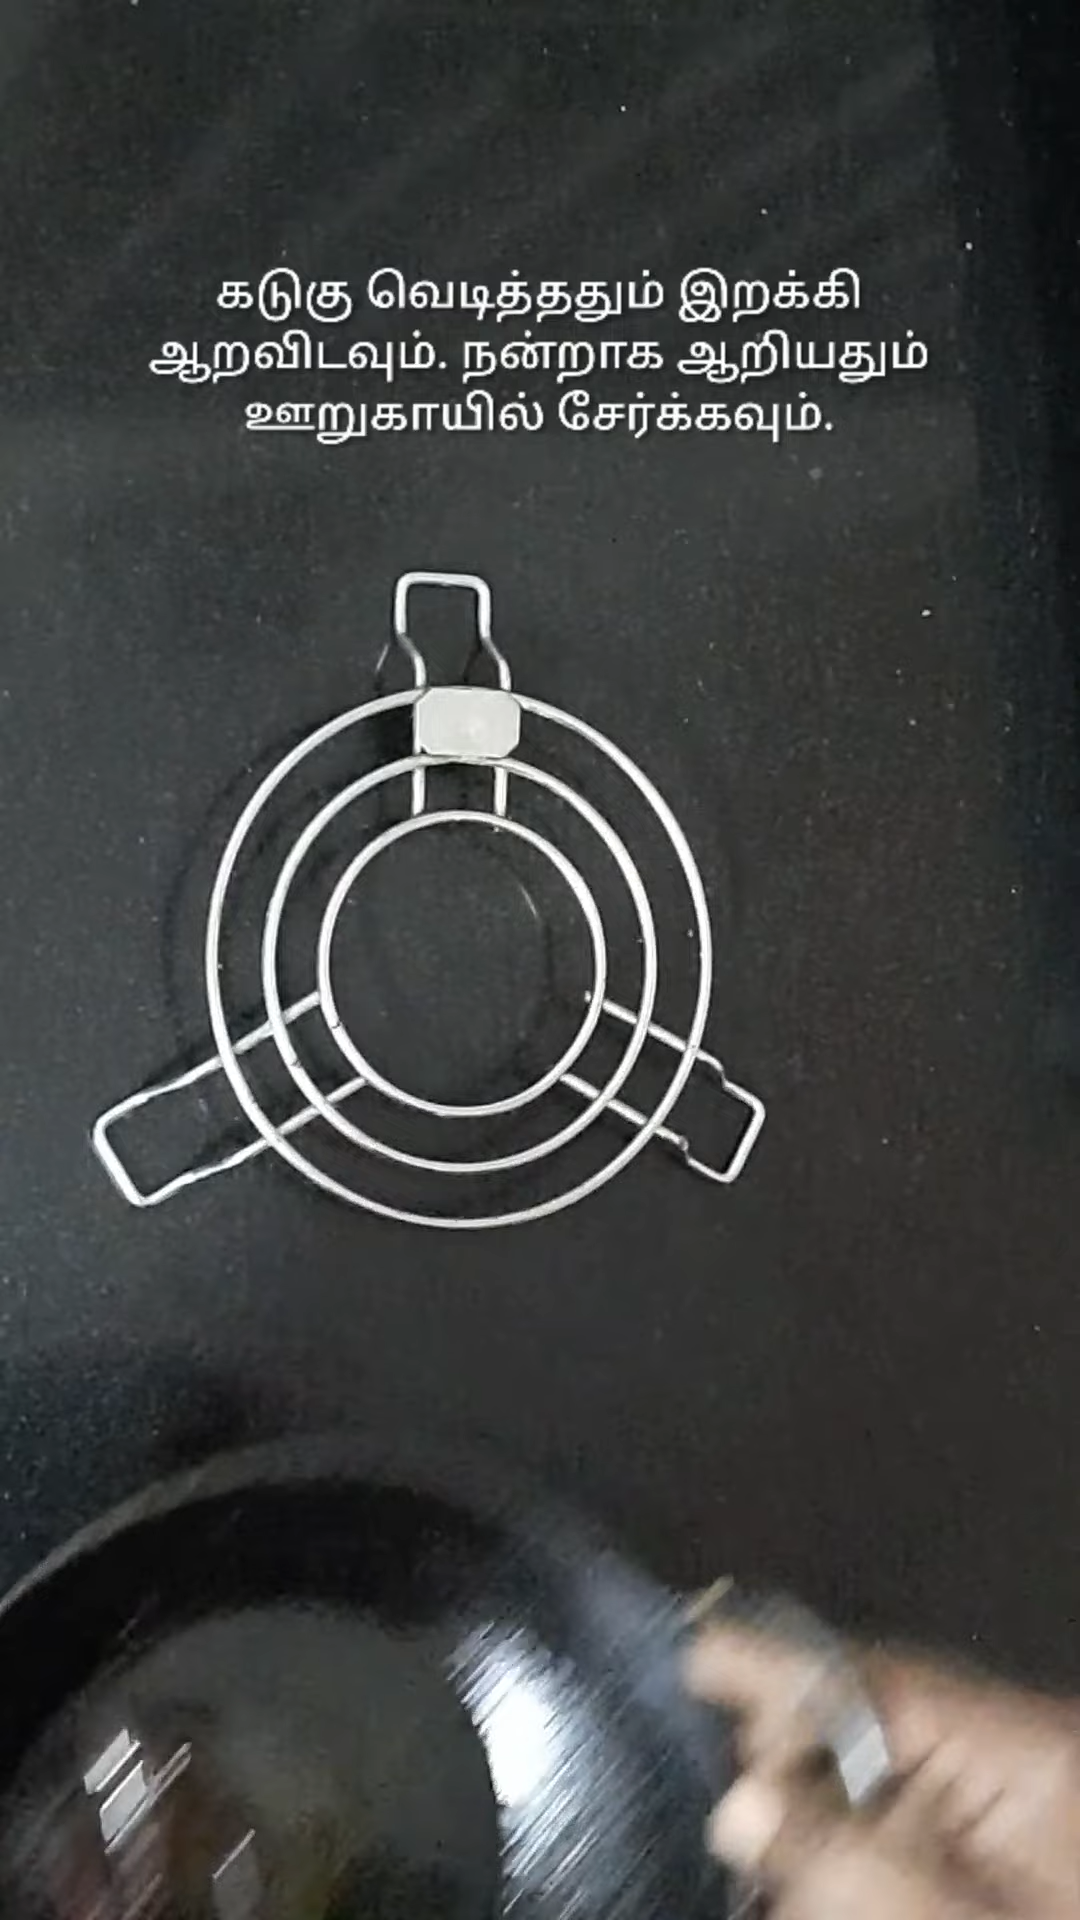 கடுகு வெடித்ததும் இறக்கி
ஆறவிடவும். நன்றாக ஆறியதும்
ஊறுகாயில் சேர்க்கவும்.